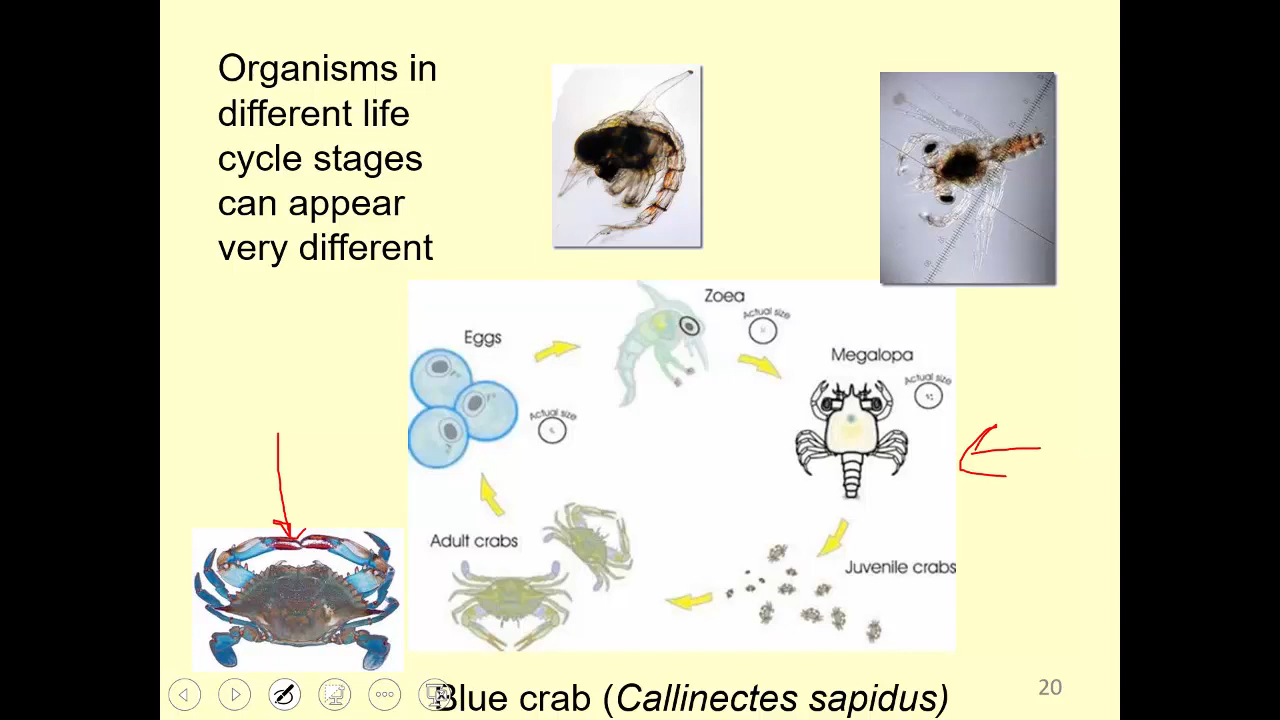 Organisms in
different life
cycle stages
can appear
very different
Zoea
Actual size
Eggs
Actual size
Megalopa
Actual size
Adult crabs
Juvenile crabs
Blue crab (Callinectes sapidus)
20